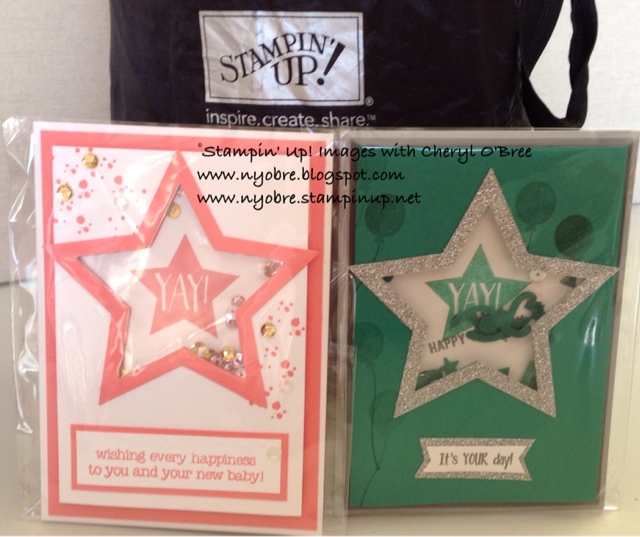 STAMPIN' UP!®
inspire.create.share.™
©Stampin' Up! Images with Cheryl O'Bree
www.nyobre.blogspot.com
www.nyobre.stampinup.net
YAY!
wishing every happiness
to you and your new baby!
YAY!
HAPPY
It's YOUR day!